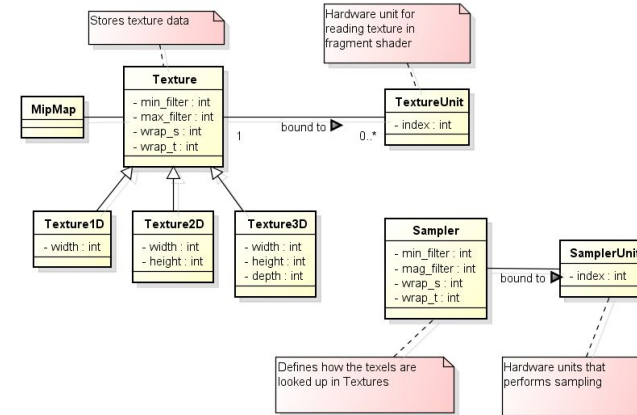 Stores texture data
Hardware unit for
reading texture in
fragment shader
MipMap
Texture
- min_filter : int
- max_filter : int
- wrap_s : int
- wrap_t : int
1
bound to
0..*
TextureUnit
- index : int
Texture1D
- width : int
Texture2D
- width : int
- height : int
Texture3D
- width : int
- height : int
- depth : int
Sampler
- min_filter : int
- mag_filter : int
- wrap_s : int
- wrap_t : int
bound to
SamplerUnit
- index : int
Defines how the texels are
looked up in Textures
Hardware units that
performs sampling